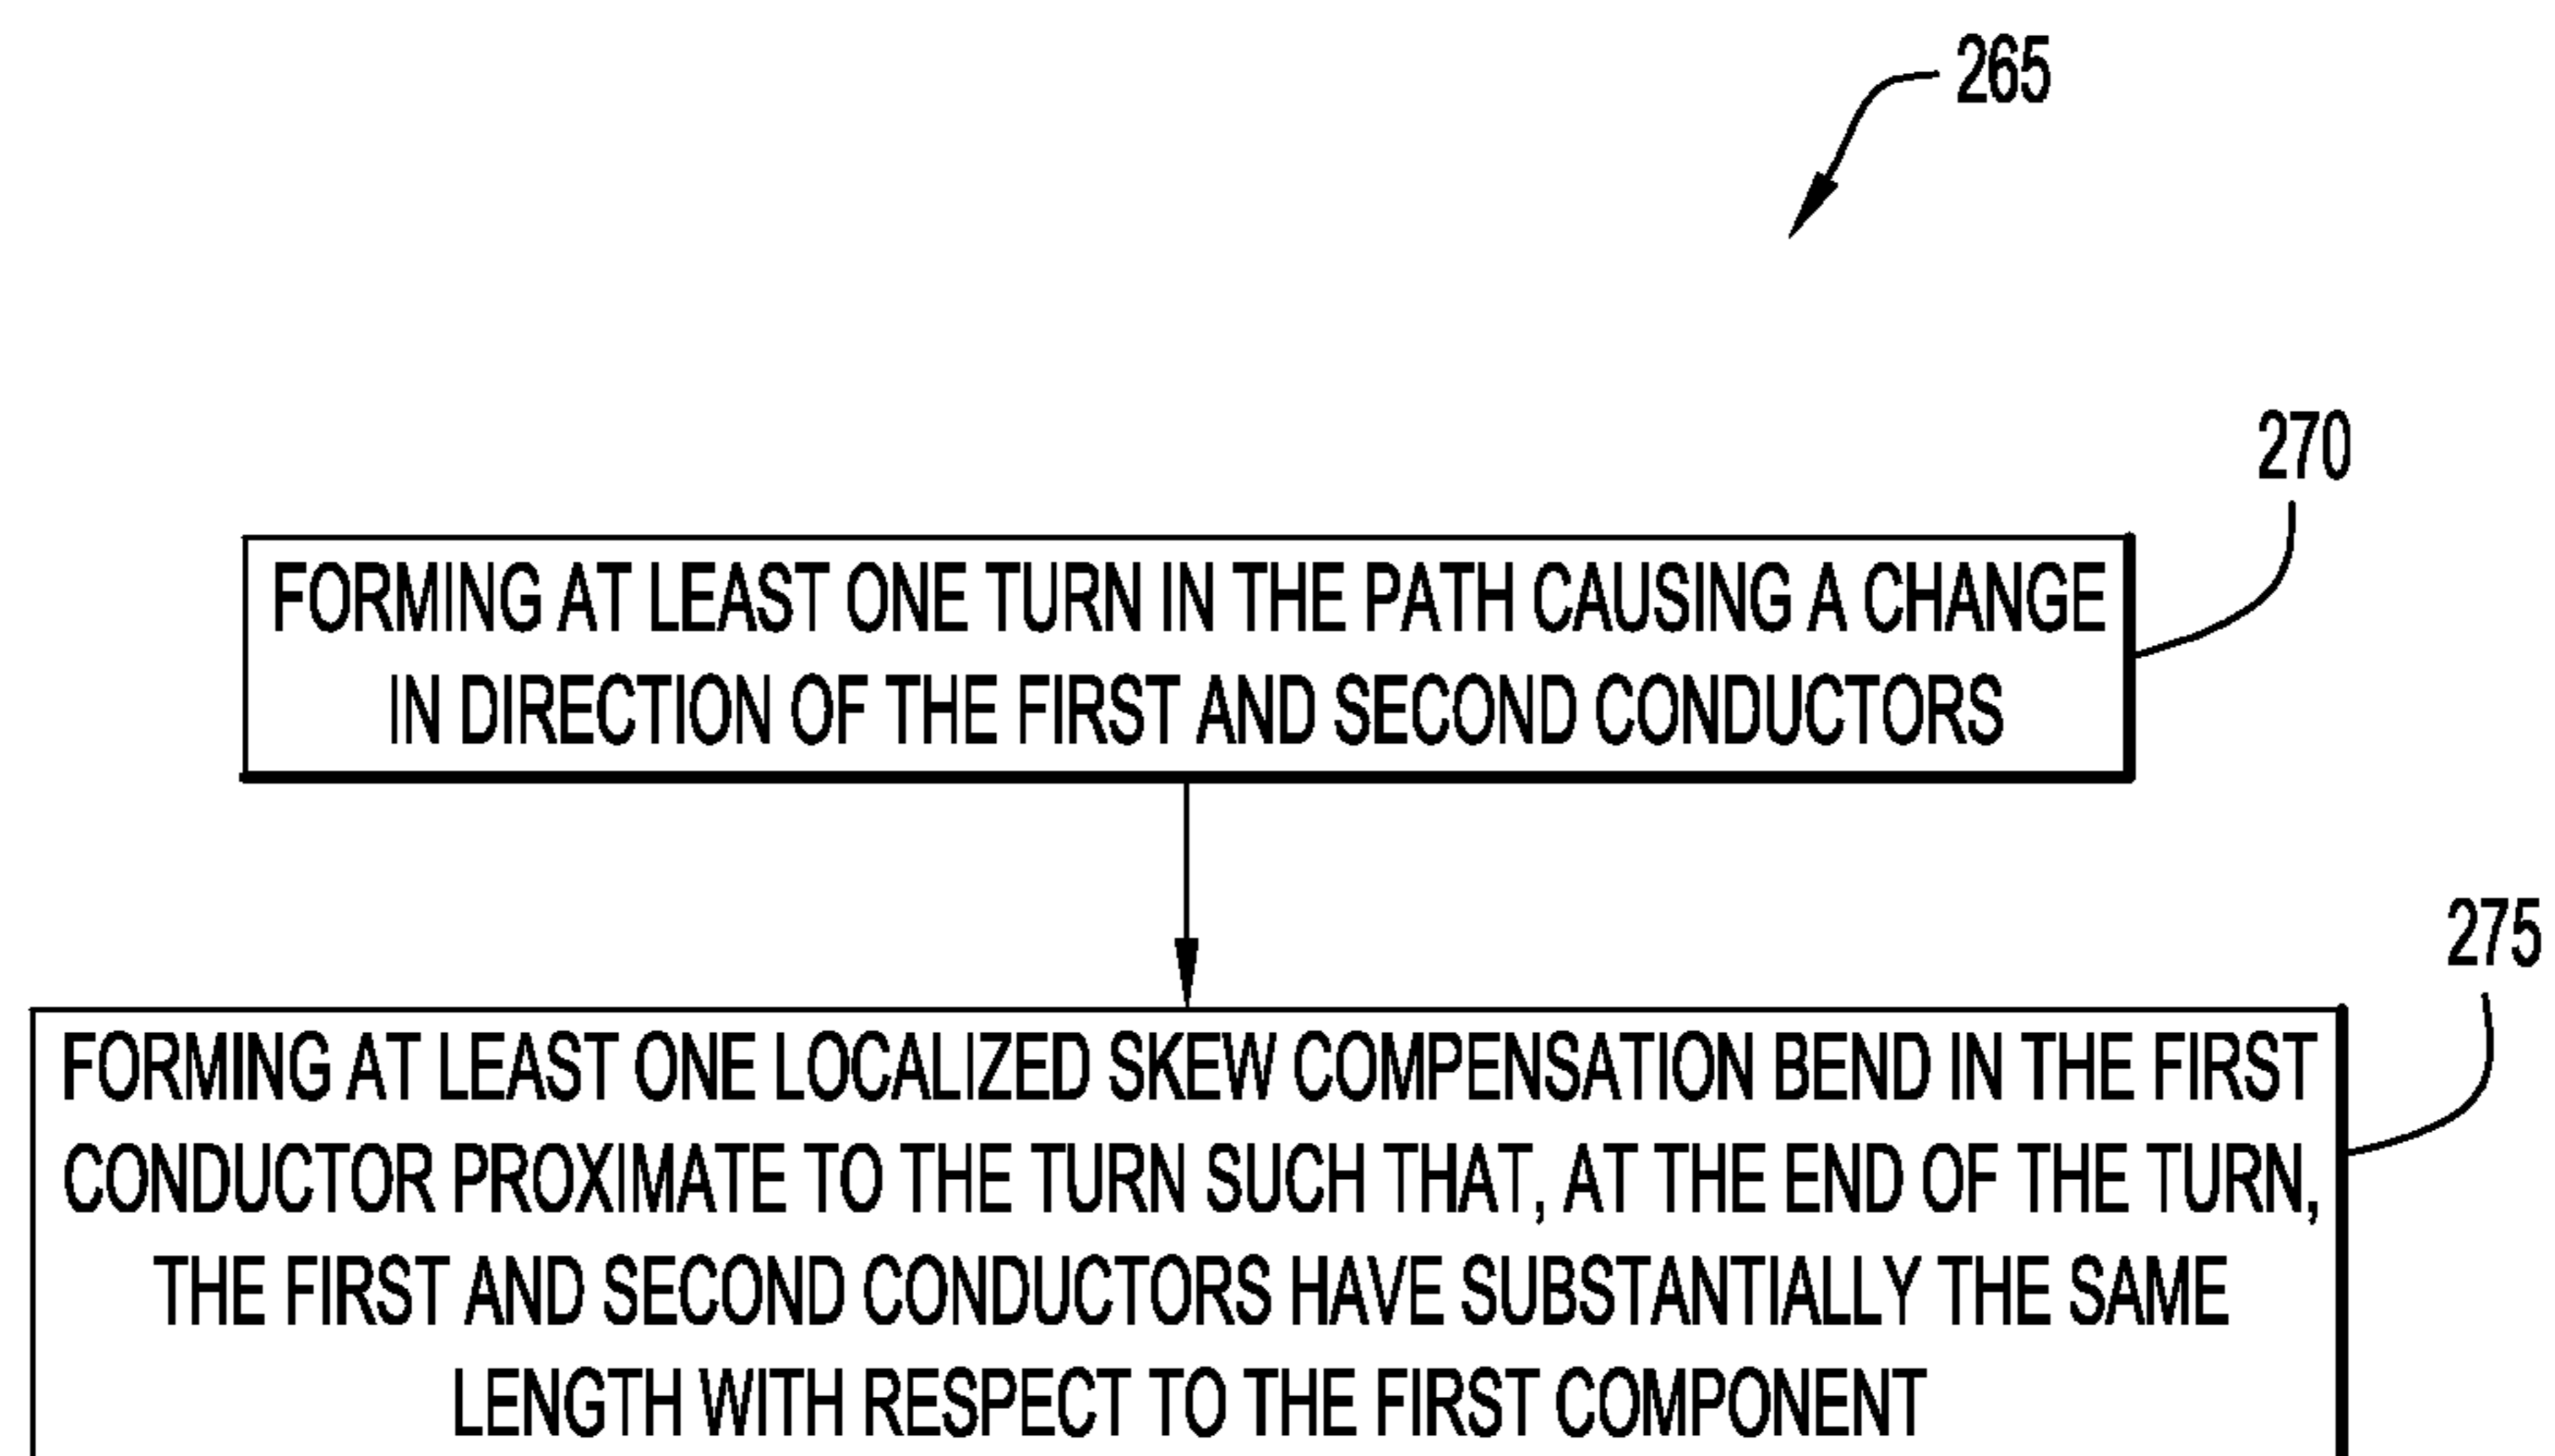 265
270
FORMING AT LEAST ONE TURN IN THE PATH CAUSING A CHANGE
IN DIRECTION OF THE FIRST AND SECOND CONDUCTORS
275
FORMING AT LEAST ONE LOCALIZED SKEW COMPENSATION BEND IN THE FIRST
CONDUCTOR PROXIMATE TO THE TURN SUCH THAT, AT THE END OF THE TURN,
THE FIRST AND SECOND CONDUCTORS HAVE SUBSTANTIALLY THE SAME
LENGTH WITH RESPECT TO THE FIRST COMPONENT